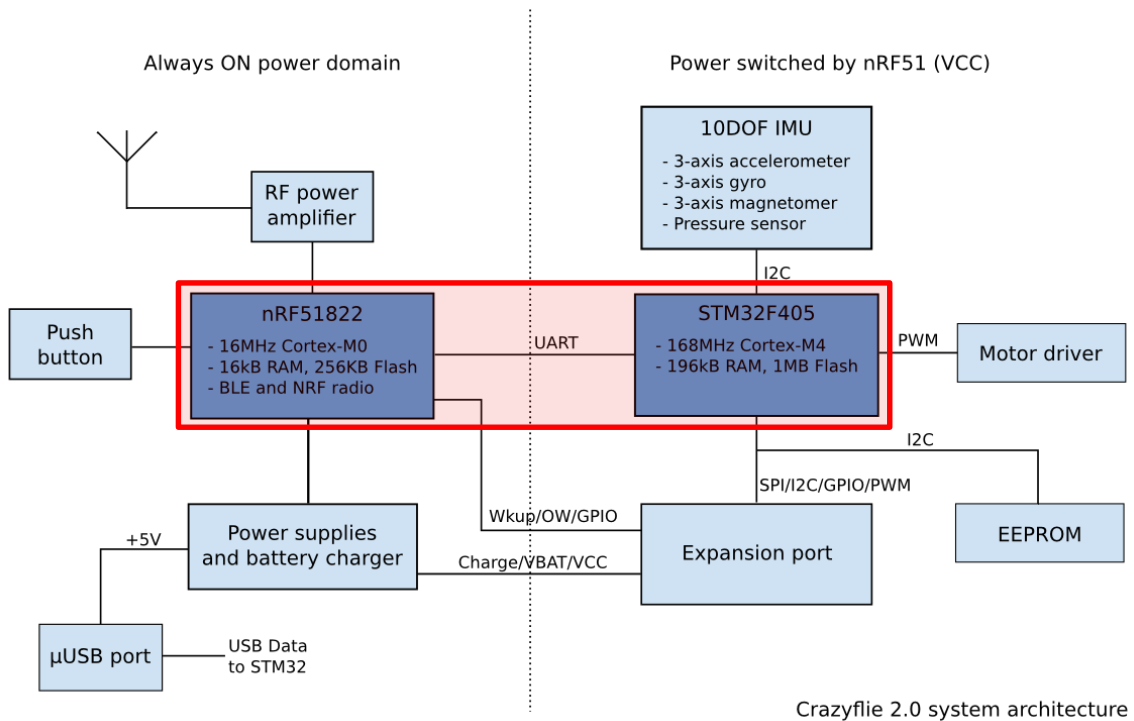 Always ON power domain
Power switched by nRF51 (VCC)
10DOF IMU
- 3-axis accelerometer
- 3-axis gyro
- 3-axis magnetomer
- Pressure sensor
RF power
amplifier
I2C
nRF51822
- 16MHz Cortex-M0
- 16kB RAM, 256KB Flash
- BLE and NRF radio
STM32F405
- 168MHz Cortex-M4
- 196kB RAM, 1MB Flash
Push
button
UART
PWM
Motor driver
I2C
SPI/I2C/GPIO/PWM
Wkup/OW/GPIO
Power supplies
and battery charger
+5V
Charge/VBAT/VCC
Expansion port
EEPROM
µUSB port
USB Data
to STM32
Crazyflie 2.0 system architecture